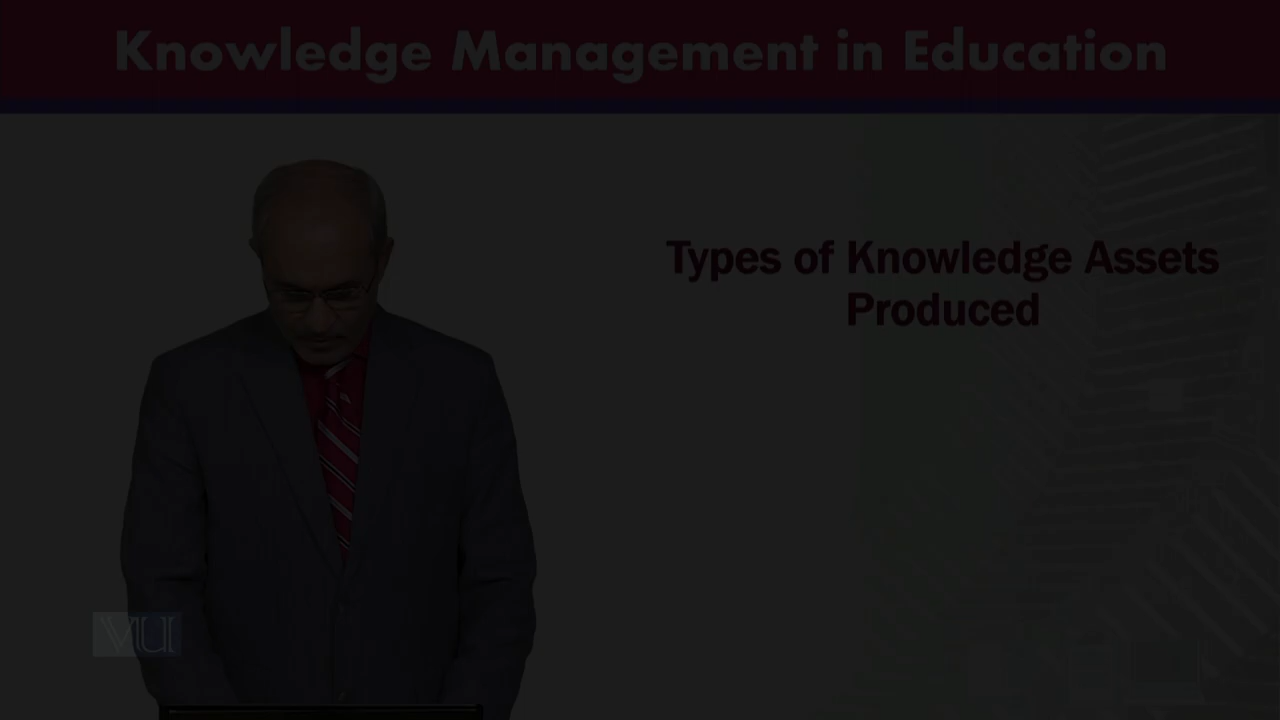 Knowledge Management in Education
Types of Knowledge Assets
Produced
VU